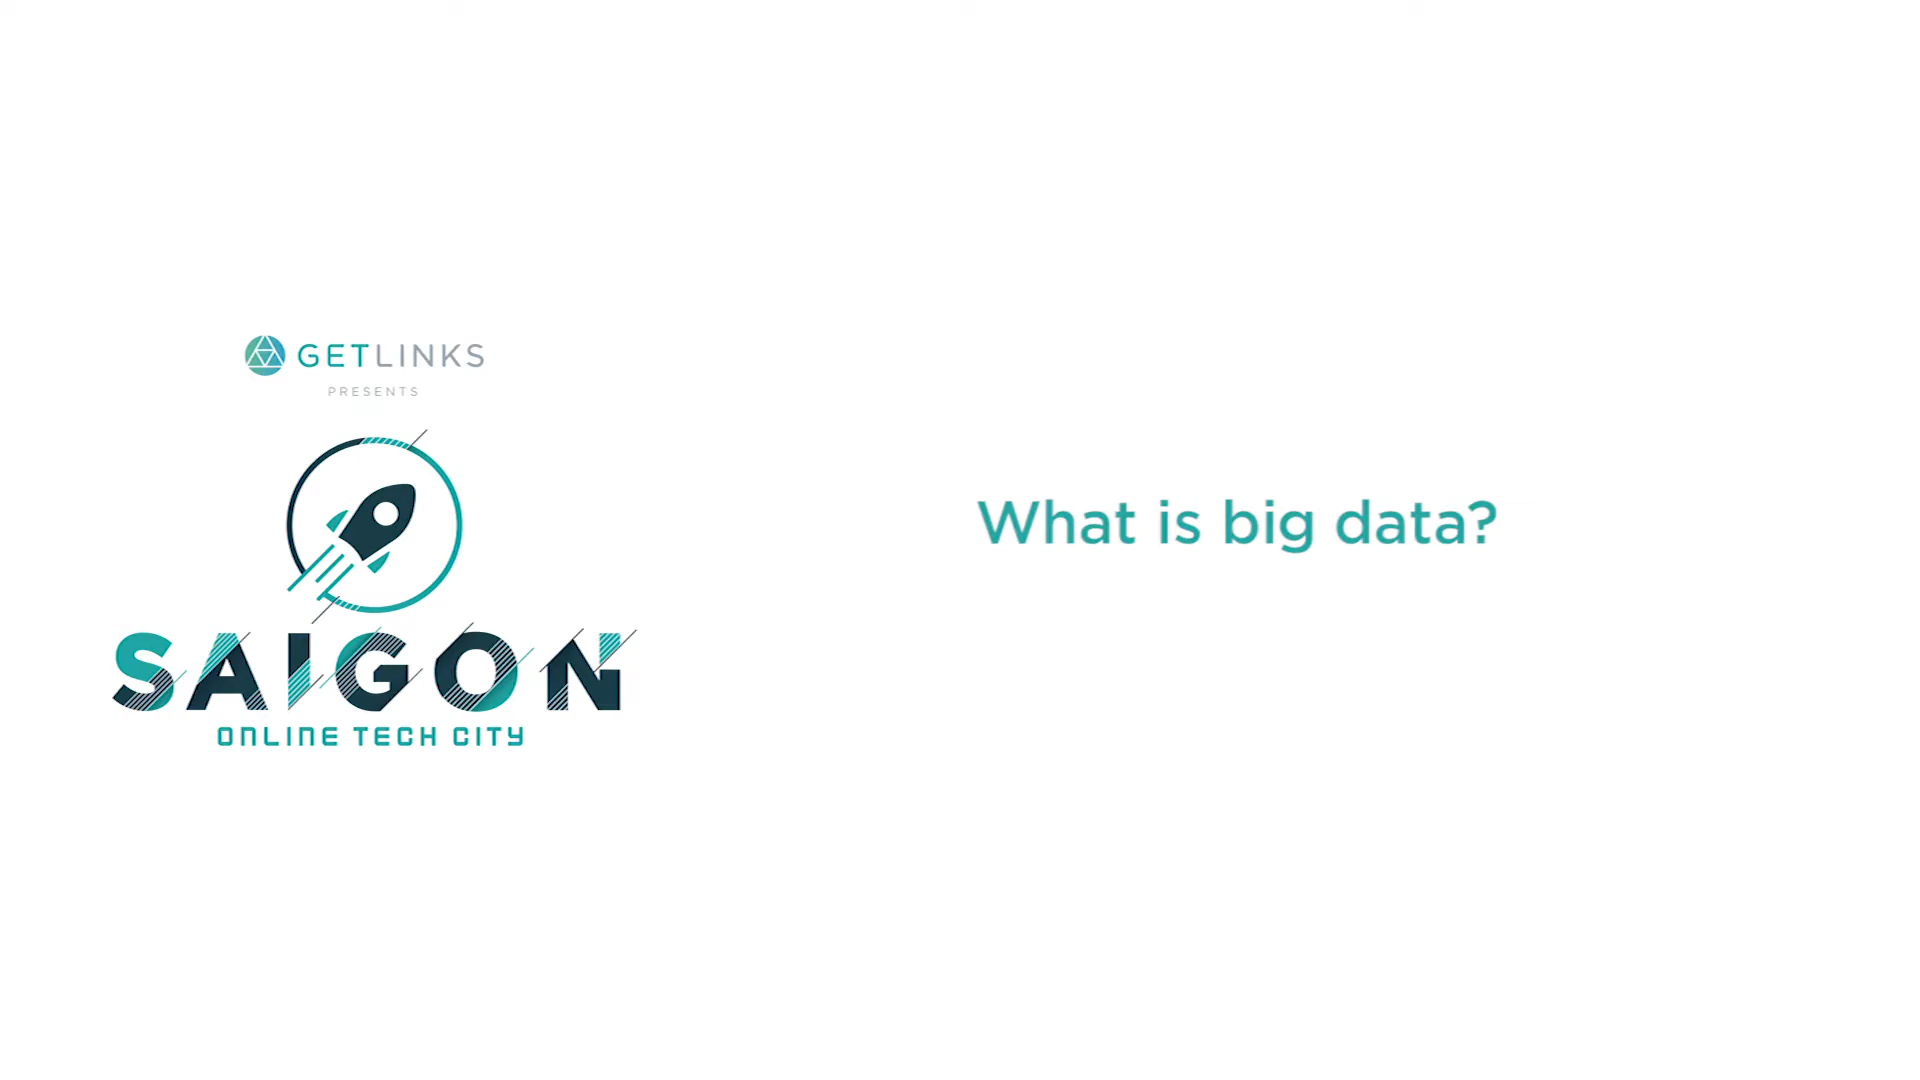 GETLINKS
PRESENTS
SAIGON
ONLINE TECH CITY
What is big data?